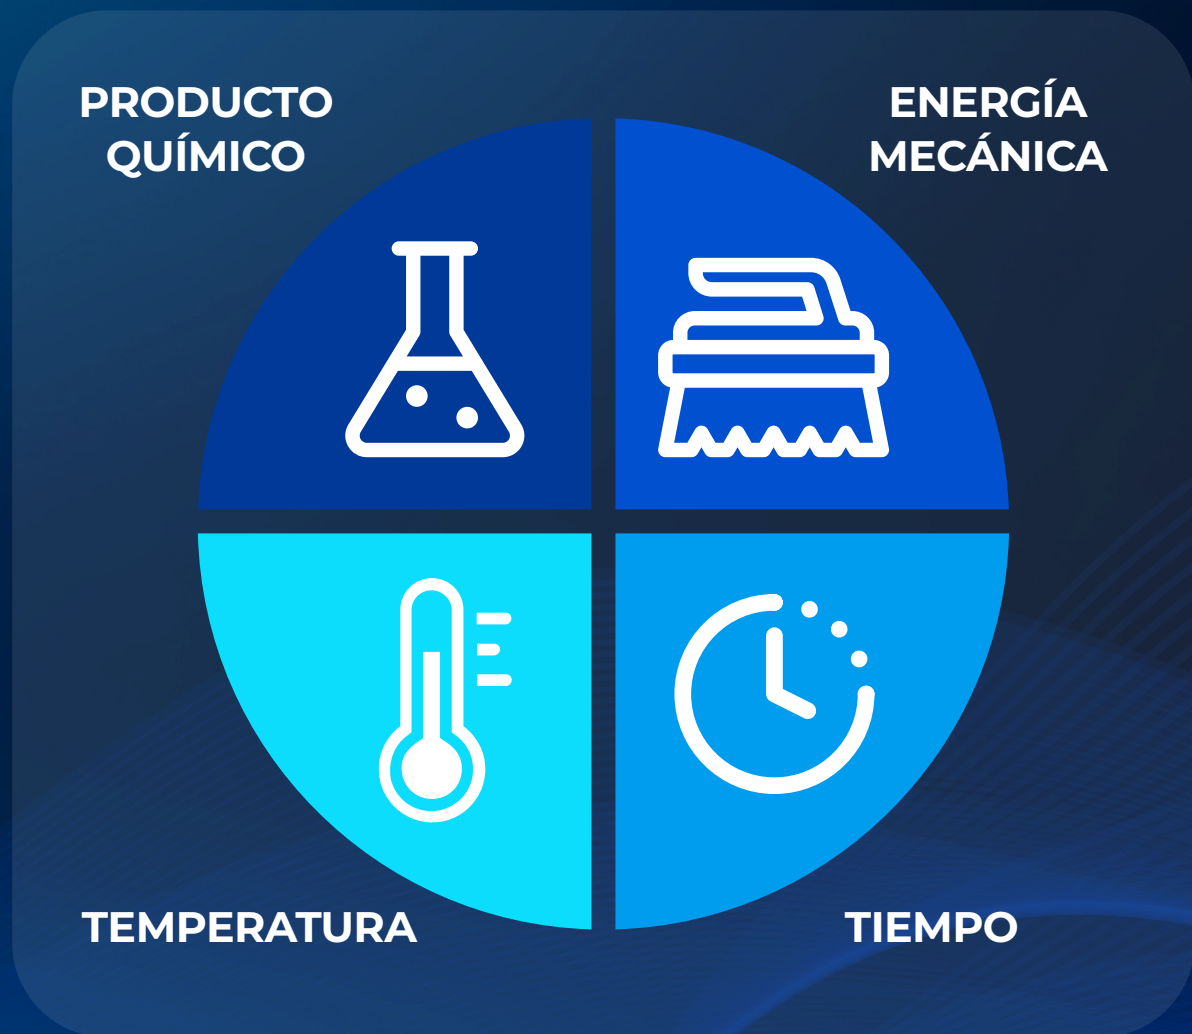 PRODUCTO
QUÍMICO
ENERGÍA
MECÁNICA
TEMPERATURA
TIEMPO